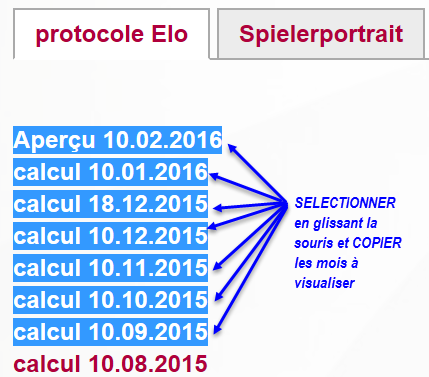 protocole Elo
Spielerportrait
Aperçu 10.02.2016
calcul 10.01.2016
calcul 18.12.2015
calcul 10.12.2015
calcul 10.11.2015
calcul 10.10.2015
calcul 10.09.2015
calcul 10.08.2015
SELECTIONNER
en glissant la
souris et COPIER
les mois à
visualiser